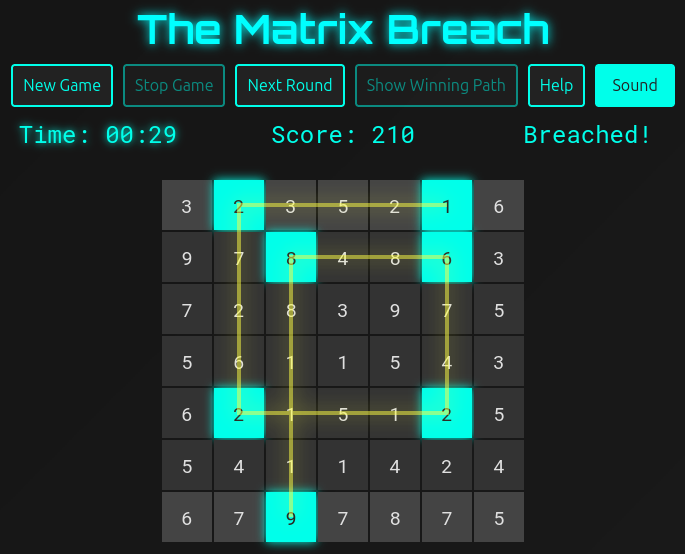 The Matrix Breach
New Game Stop Game Next Round Show Winning Path Help Sound
Time: 00:29 Score: 210 Breached!
3 2 3 5 2 1 6
9 7 8 4 8 6 3
7 2 8 3 9 7 5
5 6 1 1 5 4 3
6 2 1 5 1 2 5
5 4 1 1 4 2 4
6 7 9 7 8 7 5